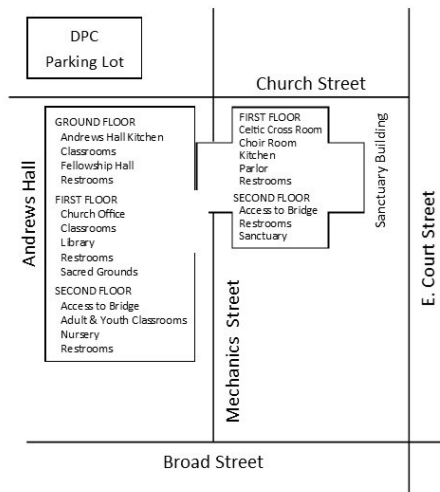 DPC
Parking Lot
Church Street
Andrews Hall
GROUND FLOOR
Andrews Hall Kitchen
Classrooms
Fellowship Hall
Restrooms
FIRST FLOOR
Church Office
Classrooms
Library
Restrooms
Sacred Grounds
SECOND FLOOR
Access to Bridge
Adult & Youth Classrooms
Nursery
Restrooms
Mechanics Street
FIRST FLOOR
Celtic Cross Room
Choir Room
Kitchen
Parlor
Restrooms
SECOND FLOOR
Access to Bridge
Restrooms
Sanctuary
Sanctuary Building
E. Court Street
Broad Street